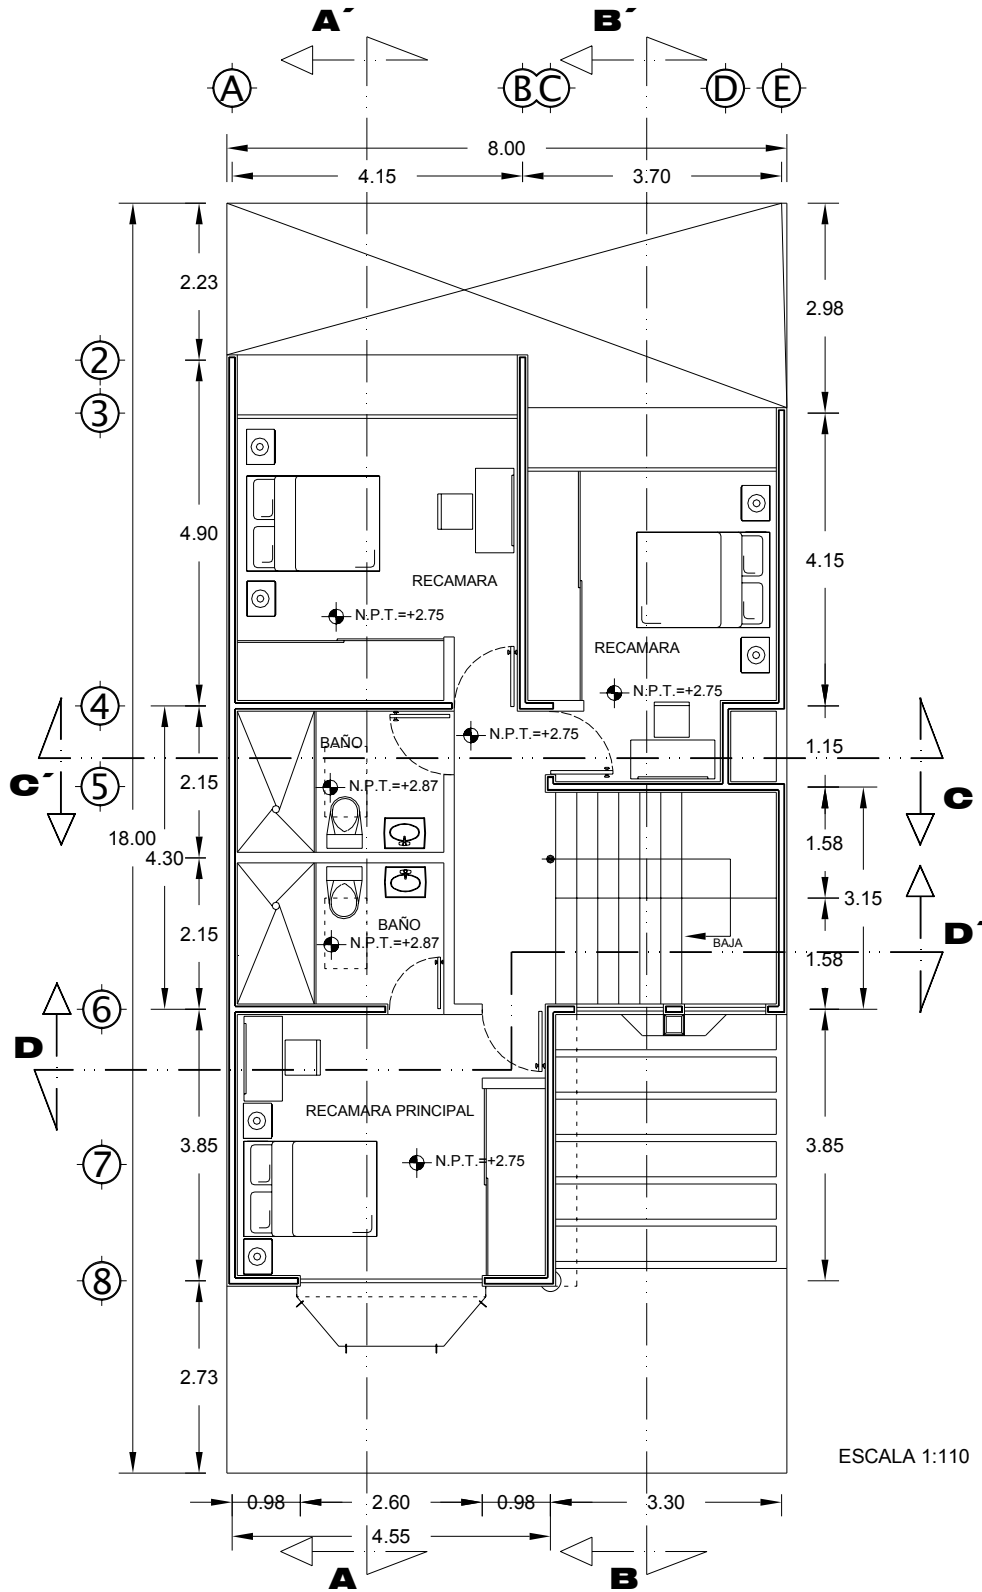 A´ B´
A B C D E
8.00
4.15 3.70
2.23
2.98
2
3
4.90
4.15
RECAMARA
N.P.T.=+2.75
RECAMARA
N.P.T.=+2.75
4
N.P.T.=+2.75
BAÑO
1.15
C´
5
2.15
N.P.T.=+2.87
C
18.00
4.30
1.58
3.15
2.15
BAÑO
N.P.T.=+2.87
BAJA
D´
1.58
6
D
RECAMARA PRINCIPAL
3.85
3.85
7
N.P.T.=+2.75
8
2.73
ESCALA 1:110
0.98 2.60 0.98 3.30
4.55
A B